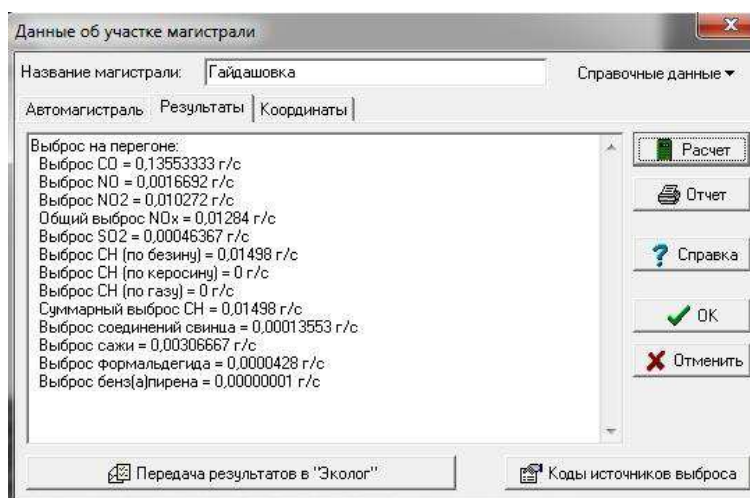 Данные об участке магистрали
Название магистрали: Гайдашовка Справочные данные
Автомагистраль Результаты Координаты
Выброс на перегоне:
Выброс CO = 0,13553333 г/с
Выброс NO = 0,0016692 г/с
Выброс NO2 = 0,010272 г/с
Общий выброс NOx = 0,01284 г/с
Выброс SO2 = 0,00046367 г/с
Выброс CH (по безину) = 0,01498 г/с
Выброс CH (по керосину) = 0 г/с
Выброс CH (по газу) = 0 г/с
Суммарный выброс CH = 0,01498 г/с
Выброс соединений свинца = 0,00013553 г/с
Выброс сажи = 0,00306667 г/с
Выброс формальдегида = 0,0000428 г/с
Выброс бенз(а)пирена = 0,00000001 г/с
Расчет
Отчет
Справка
OK
Отменить
Передача результатов в "Эколог" Коды источников выброса